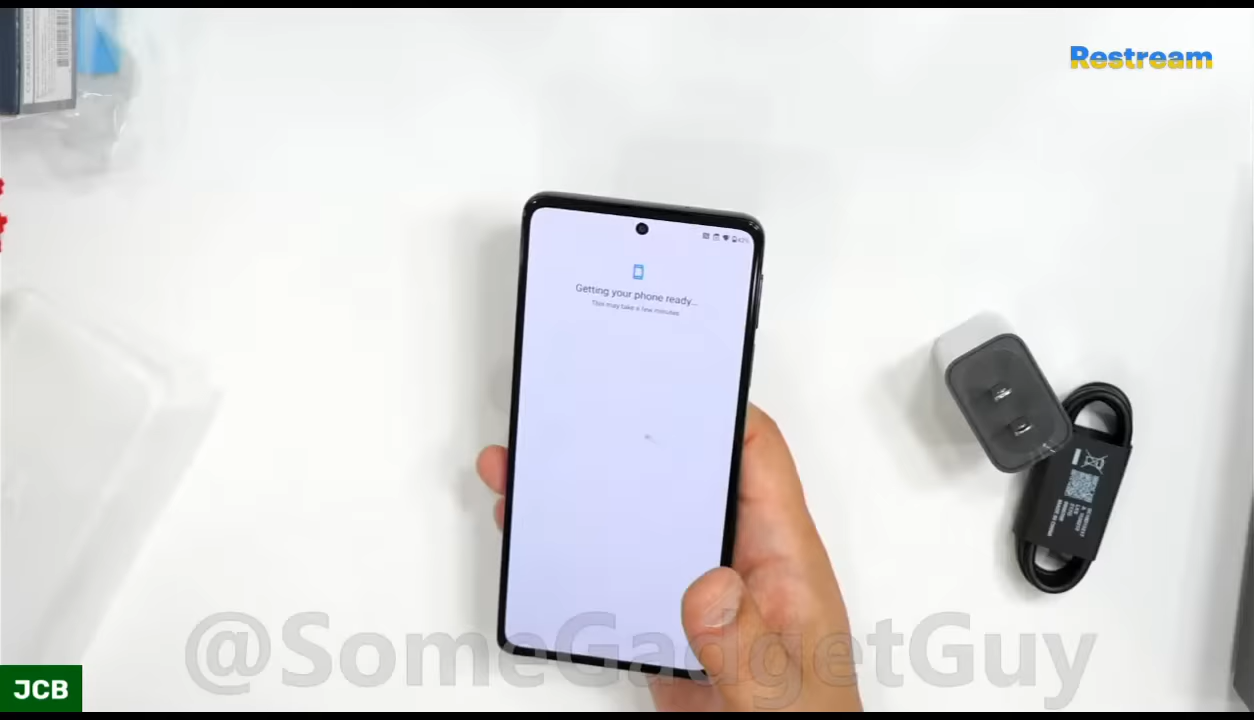 Restream
Getting your phone ready...
This may take a few minutes
@SomeGadgetGuy
JCB